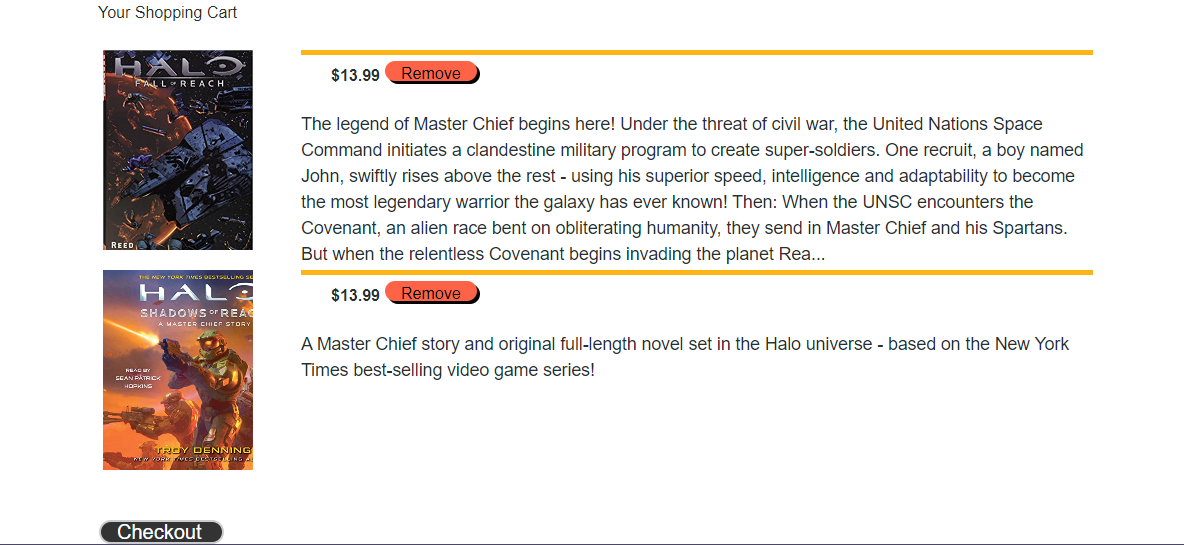 Your Shopping Cart
HALO
FALL OF REACH
REED
$13.99 Remove
The legend of Master Chief begins here! Under the threat of civil war, the United Nations Space
Command initiates a clandestine military program to create super-soldiers. One recruit, a boy named
John, swiftly rises above the rest - using his superior speed, intelligence and adaptability to become
the most legendary warrior the galaxy has ever known! Then: When the UNSC encounters the
Covenant, an alien race bent on obliterating humanity, they send in Master Chief and his Spartans.
But when the relentless Covenant begins invading the planet Rea...
THE NEW YORK TIMES BESTSELLING SE
HALO
SHADOWS OF REAC
A MASTER CHIEF STORY
READ BY
SEAN PATRICK
HOPKINS
TROY DENNING
NEW YORK TIMES BESTSELLING A
$13.99 Remove
A Master Chief story and original full-length novel set in the Halo universe - based on the New York
Times best-selling video game series!
Checkout